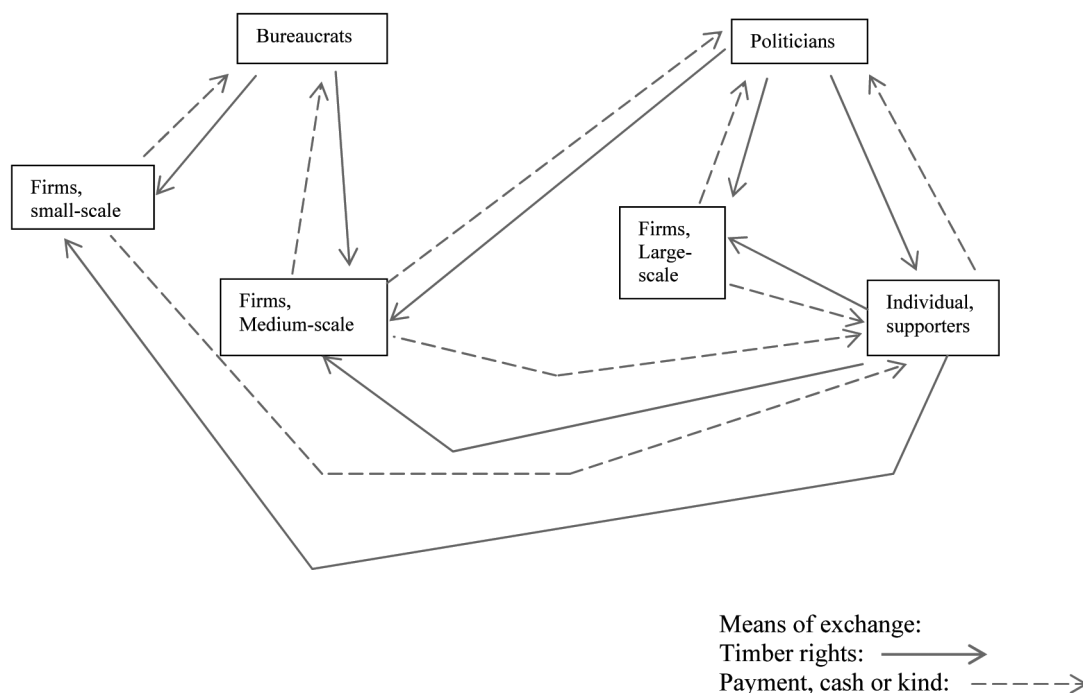 Bureaucrats
Politicians
Firms,
small-scale
Firms,
Large-
scale
Firms,
Medium-scale
Individual,
supporters
Means of exchange:
Timber rights:
Payment, cash or kind: